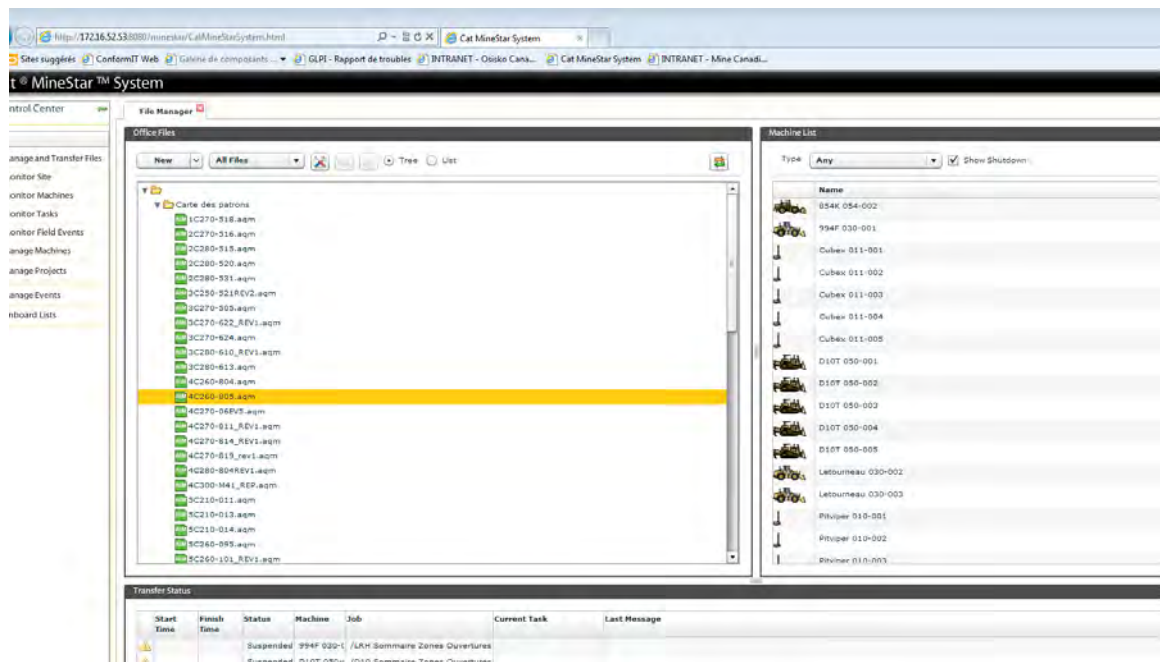 http://172.16.52.53:8080/minestar/CatMineStarSystem.html
Cat MineStar System
Sites suggérés ConformIT Web Galerie de composants ... GLPI - Rapport de troubles INTRANET - Osisko Cana... Cat MineStar System INTRANET - Mine Canadi...
t ® MineStar ™ System
ntrol Center
File Manager
Office Files
Machine List
New All Files Tree List
Type Any Show Shutdown
anage and Transfer Files
onitor Site
onitor Machines
onitor Tasks
onitor Field Events
anage Machines
anage Projects
anage Events
nboard Lists
Carte des patrons
1C270-518.aqm
2C270-516.aqm
2C280-515.aqm
2C280-520.aqm
2C280-531.aqm
3C250-521REV2.aqm
3C270-505.aqm
3C270-622_REV1.aqm
3C270-624.aqm
3C280-610_REV1.aqm
3C280-613.aqm
4C260-804.aqm
4C260-805.aqm
4C270-811_REV1.aqm
4C270-814_REV1.aqm
4C270-819_rev1.aqm
4C280-804REV1.aqm
4C300-M41_REP.aqm
5C210-011.aqm
5C210-013.aqm
5C210-014.aqm
5C260-095.aqm
5C260-101_REV1.aqm
Name
854K 054-002
994F 030-001
Cubex 011-001
Cubex 011-002
Cubex 011-003
Cubex 011-004
Cubex 011-005
D10T 050-001
D10T 050-002
D10T 050-003
D10T 050-004
D10T 050-005
Letourneau 030-002
Letourneau 030-003
Pitviper 010-001
Pitviper 010-002
Pitviper 010-003
Transfer Status
Start Time Finish Time Status Machine Job Current Task Last Message
Suspended 994F 030-( /LRH Sommaire Zones Ouvertures
Suspended D10T /D10 Sommaire Zones Ouvertures